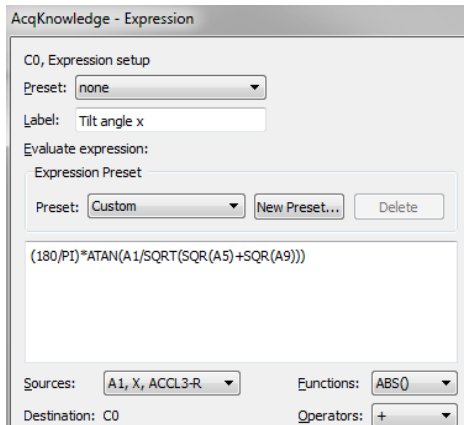 AcqKnowledge - Expression
C0, Expression setup
Preset: none
Label: Tilt angle x
Evaluate expression:
Expression Preset
Preset: Custom New Preset... Delete
(180/PI)*ATAN(A1/SQRT(SQR(A5)+SQR(A9)))
Sources: A1, X, ACCL3-R Functions: ABS()
Destination: C0 Operators: +